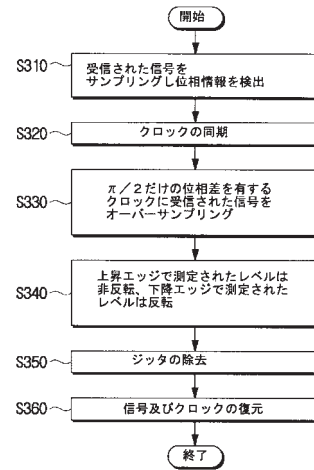 開始
S310
受信された信号を
サンプリングし位相情報を検出
S320
クロックの同期
S330
π/2だけの位相差を有する
クロックに受信された信号を
オーバーサンプリング
S340
上昇エッジで測定されたレベルは
非反転、下降エッジで測定された
レベルは反転
S350
ジッタの除去
S360
信号及びクロックの復元
終了